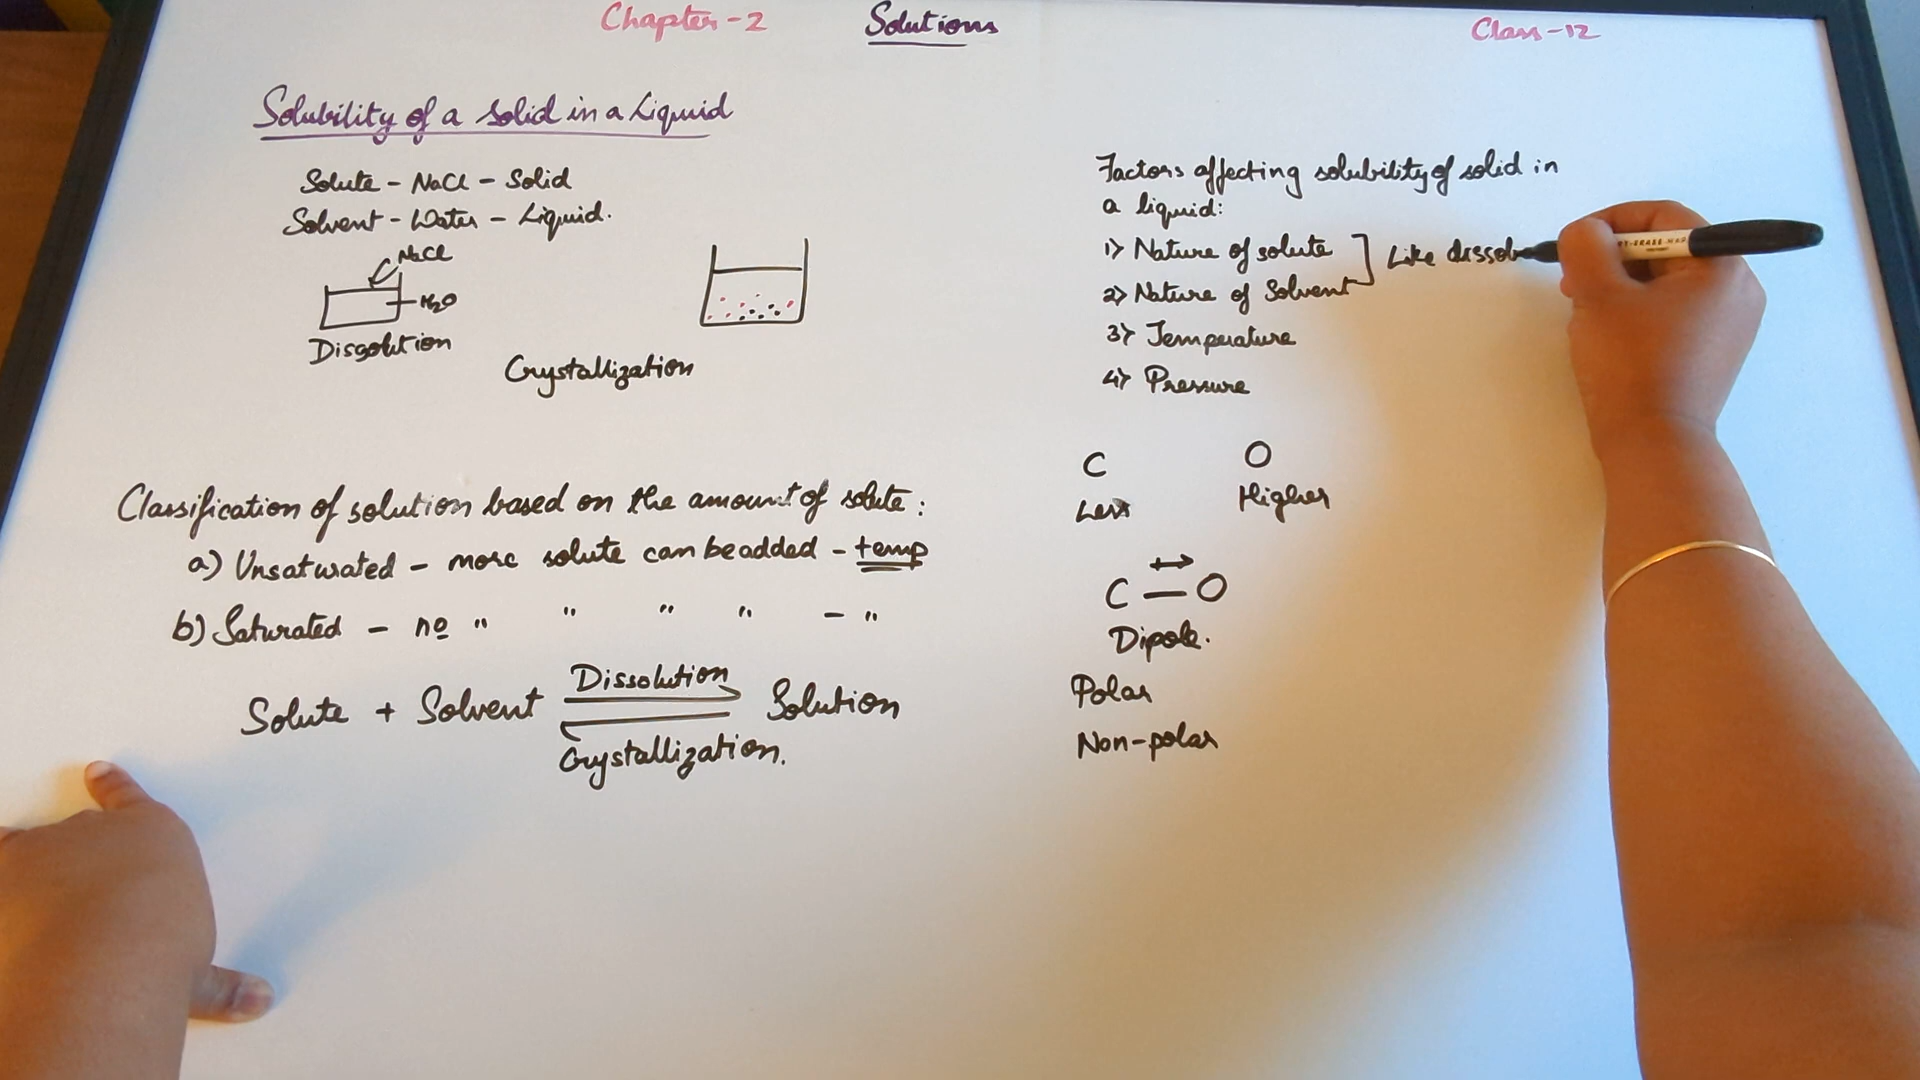 Chapter-2 Solutions Class-12
Solubility of a solid in a Liquid
Solute - NaCl - Solid
Solvent - Water - Liquid.
NaCl
H2O
Dissolution
Crystallization
Classification of solution based on the amount of solute:
a) Unsaturated - more solute can be added - temp
b) Saturated - no " " " " - "
Solute + Solvent Dissolution Solution
Crystallization.
Factors affecting solubility of solid in
a liquid:
1) Nature of solute
2) Nature of Solvent
Like dissolv
3) Temperature
4) Pressure
C O
Less Higher
C — O
Dipole.
Polar
Non-polar